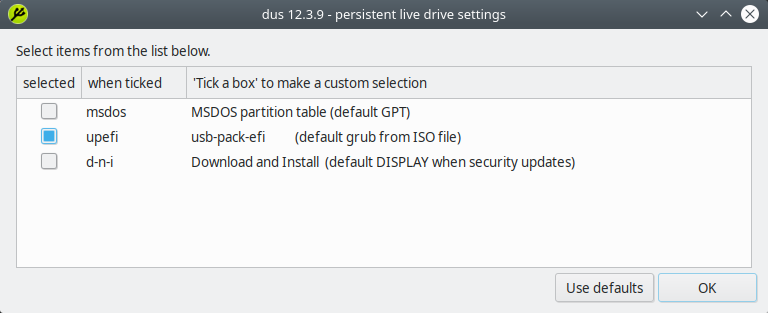 dus 12.3.9 - persistent live drive settings
Select items from the list below.
selected when ticked 'Tick a box' to make a custom selection
msdos MSDOS partition table (default GPT)
upefi usb-pack-efi (default grub from ISO file)
d-n-i Download and Install (default DISPLAY when security updates)
Use defaults OK